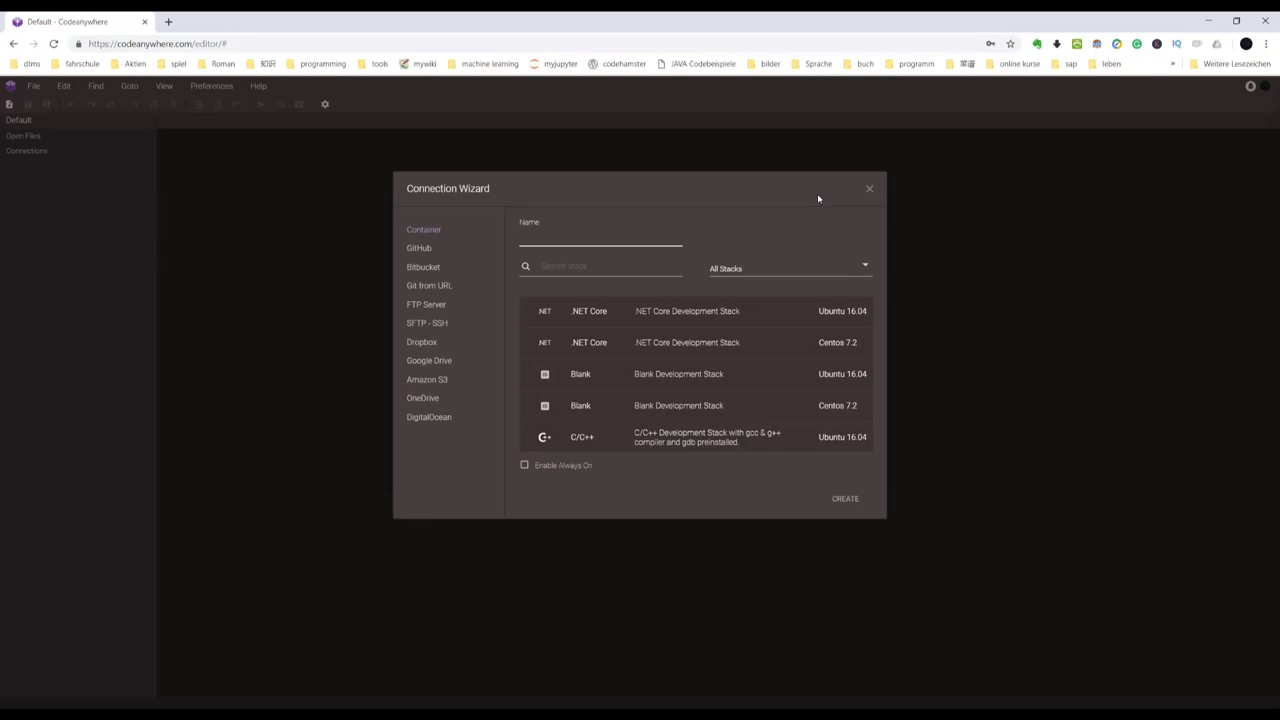 Default - Codeanywhere
https://codeanywhere.com/editor/#
dtms fahrschule Aktien spiel Roman 知识 programming tools mywiki machine learning myjupyter codehamster JAVA Codebeispiele bilder Sprache buch programm 英语 online kurse sap leben » Weitere Lesezeichen
File Edit Find Goto View Preferences Help
Default
Open Files
Connections
Connection Wizard
Container
GitHub
Bitbucket
Git from URL
FTP Server
SFTP - SSH
Dropbox
Google Drive
Amazon S3
OneDrive
DigitalOcean
Name
Search stack
All Stacks
.NET .NET Core .NET Core Development Stack Ubuntu 16.04
.NET .NET Core .NET Core Development Stack Centos 7.2
Blank Blank Development Stack Ubuntu 16.04
Blank Blank Development Stack Centos 7.2
C/C++ C/C++ Development Stack with gcc & g++ Ubuntu 16.04
compiler and gdb preinstalled.
Enable Always On
CREATE